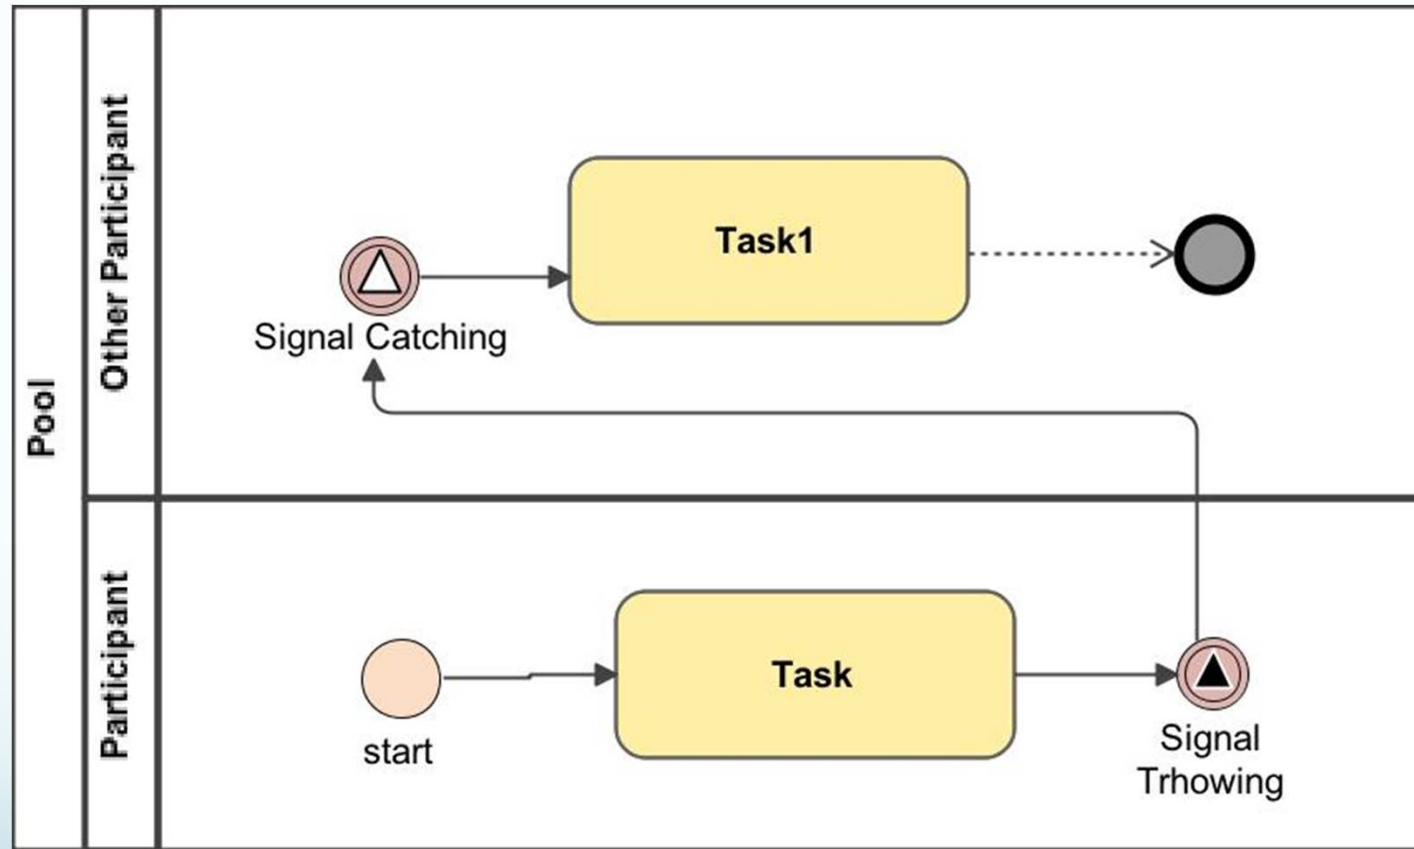 Pool
Other Participant
Task1
Signal Catching
Participant
start
Task
Signal
Trhowing